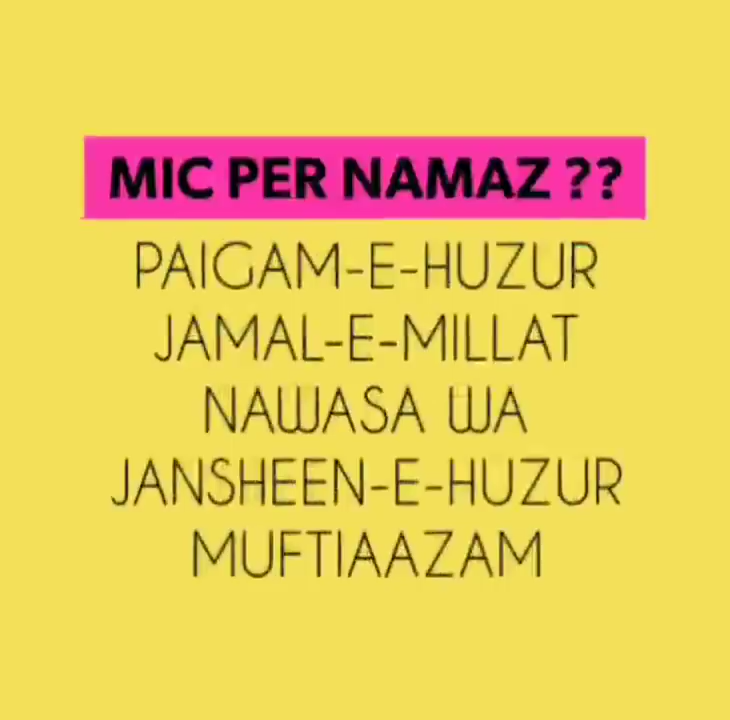 MIC PER NAMAZ ??
PAIGAM-E-HUZUR
JAMAL-E-MILLAT
NAWASA WA
JANSHEEN-E-HUZUR
MUFTIAAZAM